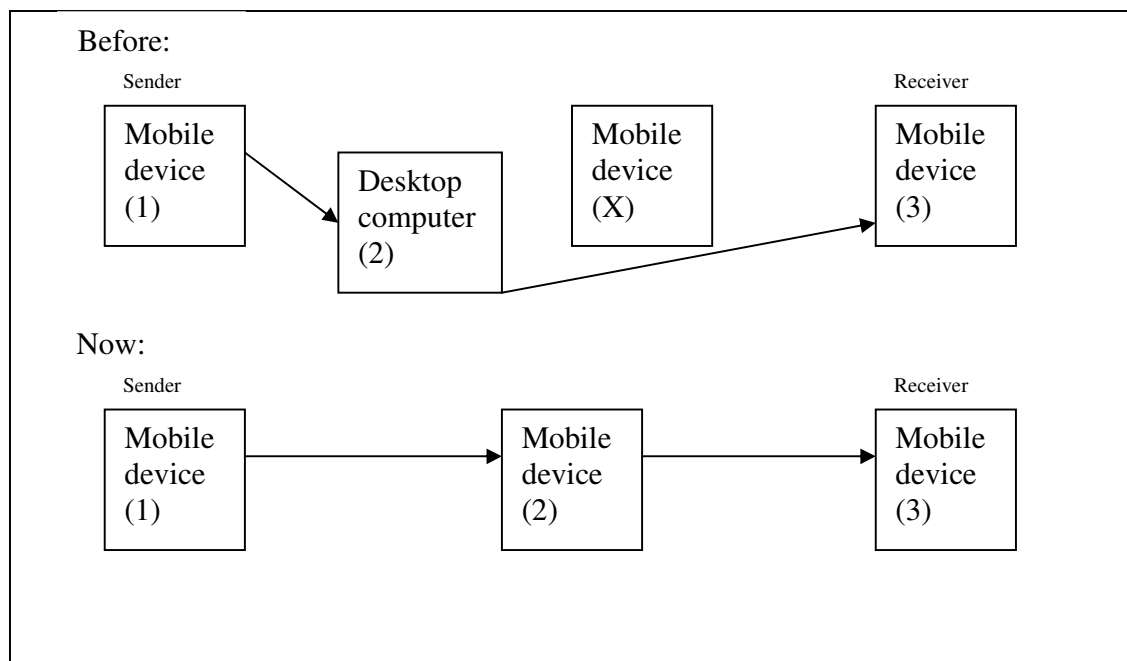 Before:
Sender
Receiver
Mobile
device
(1)
Desktop
computer
(2)
Mobile
device
(X)
Mobile
device
(3)
Now:
Sender
Receiver
Mobile
device
(1)
Mobile
device
(2)
Mobile
device
(3)